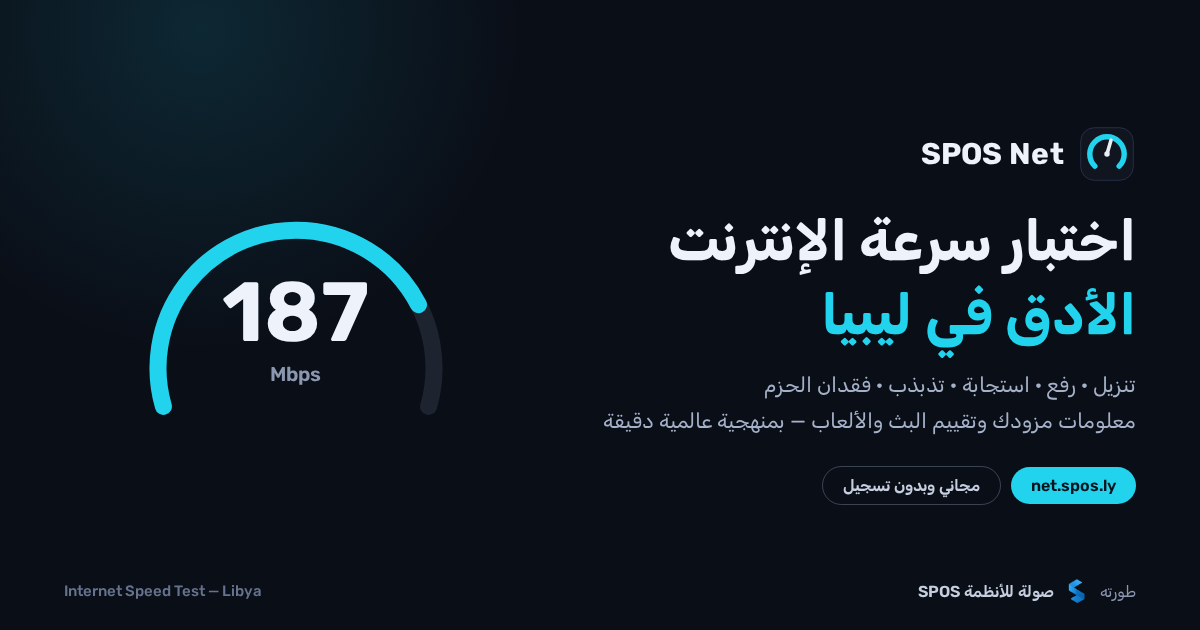 SPOS Net
اختبار سرعة الإنترنت
الأدق في ليبيا
تنزيل • رفع • استجابة • تذبذب • فقدان الحزم
معلومات مزودك وتقييم البث والألعاب — بمنهجية عالمية دقيقة
net.spos.ly
مجاني وبدون تسجيل
187
Mbps
طورته
صولة للأنظمة SPOS
Internet Speed Test — Libya